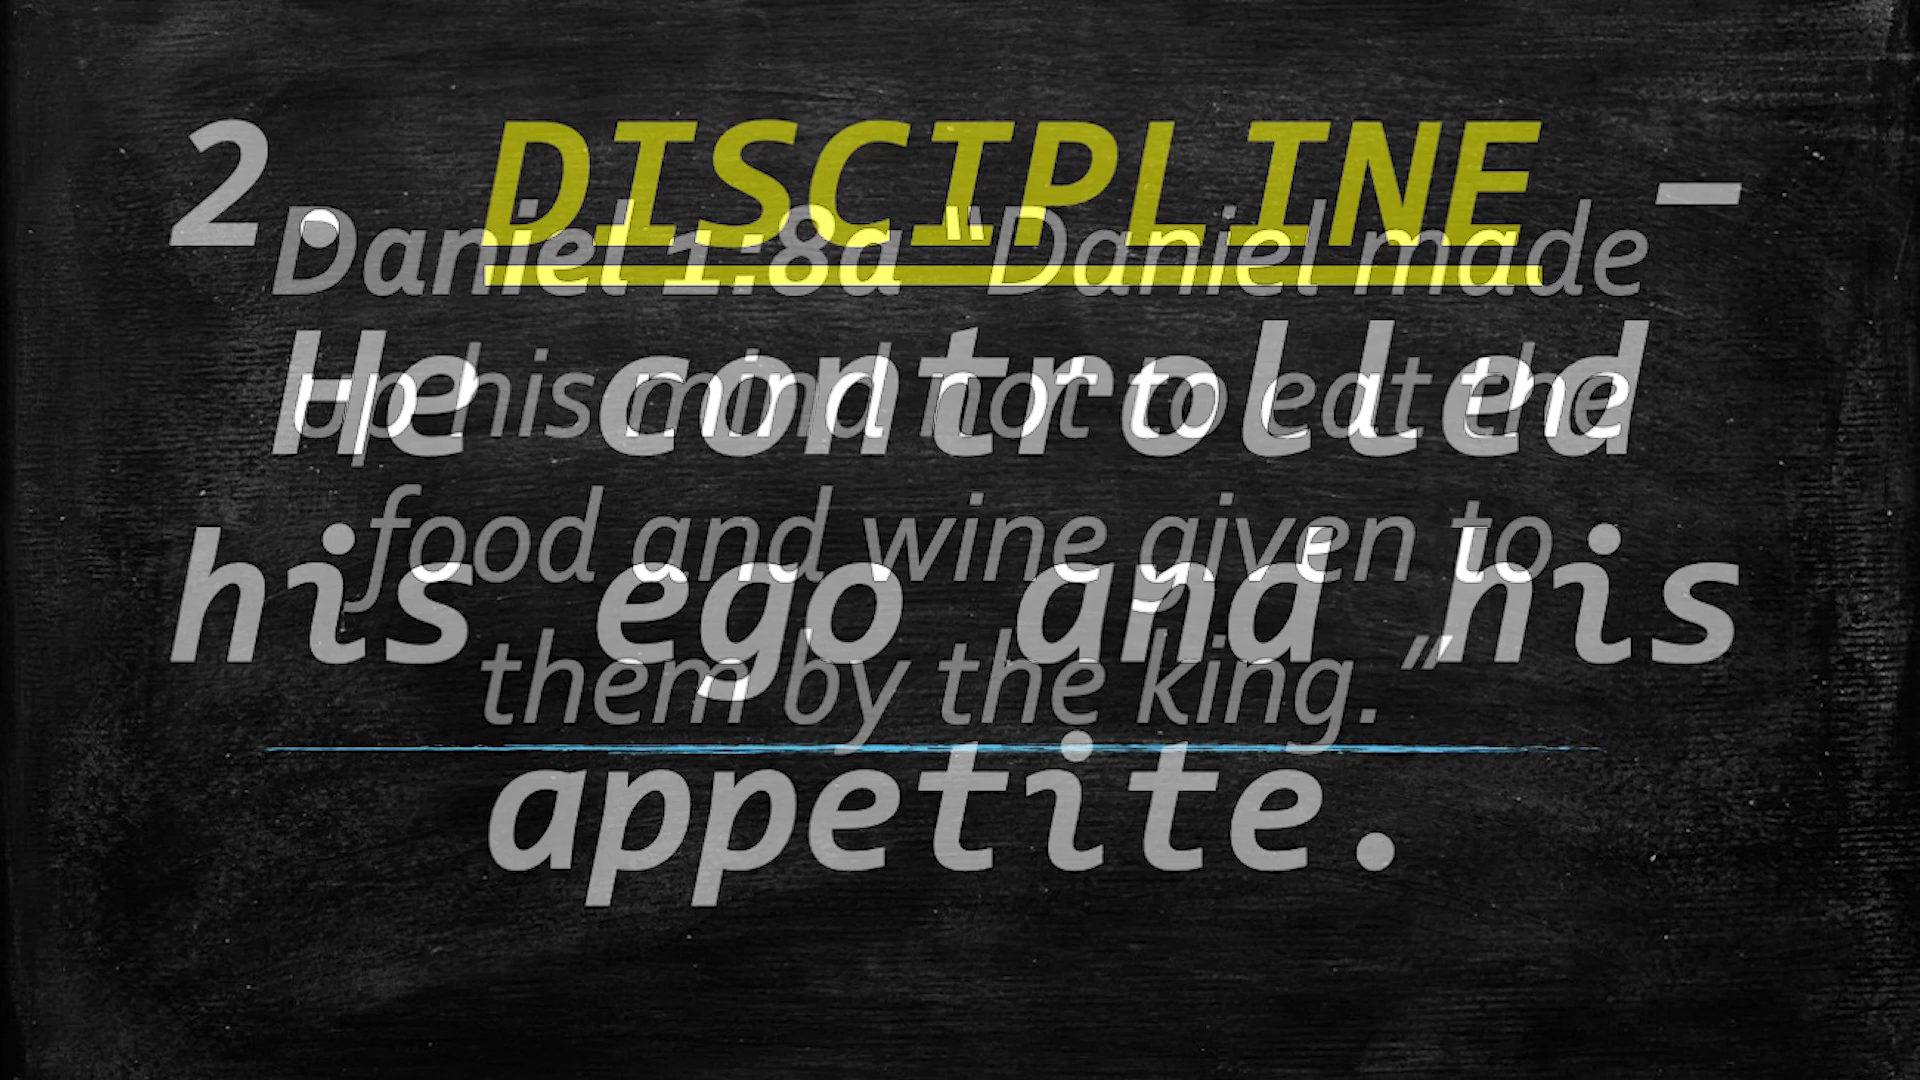 2. DISCIPLINE –
He controlled
his ego and his
appetite.
Daniel 1:8a “Daniel made
up his mind not to eat the
food and wine given to
them by the king.”